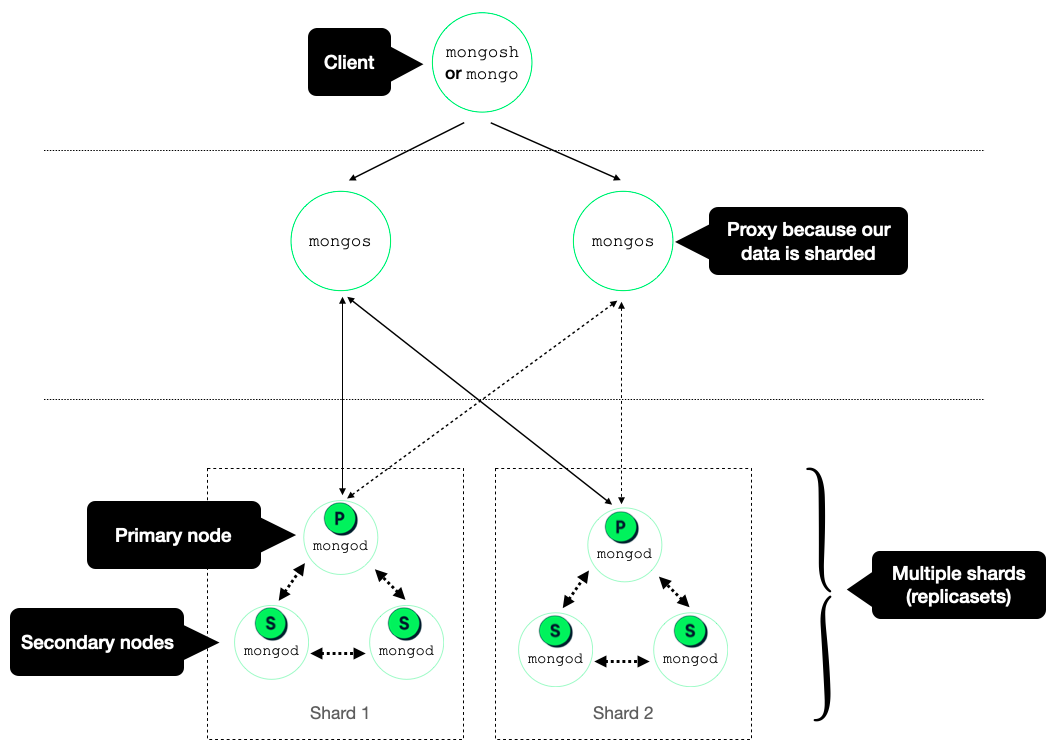 Client
mongosh
or mongo
mongos
mongos
Proxy because our
data is sharded
P
mongod
Primary node
P
mongod
Multiple shards
(replicasets)
Secondary nodes
S
mongod
S
mongod
S
mongod
S
mongod
Shard 1
Shard 2